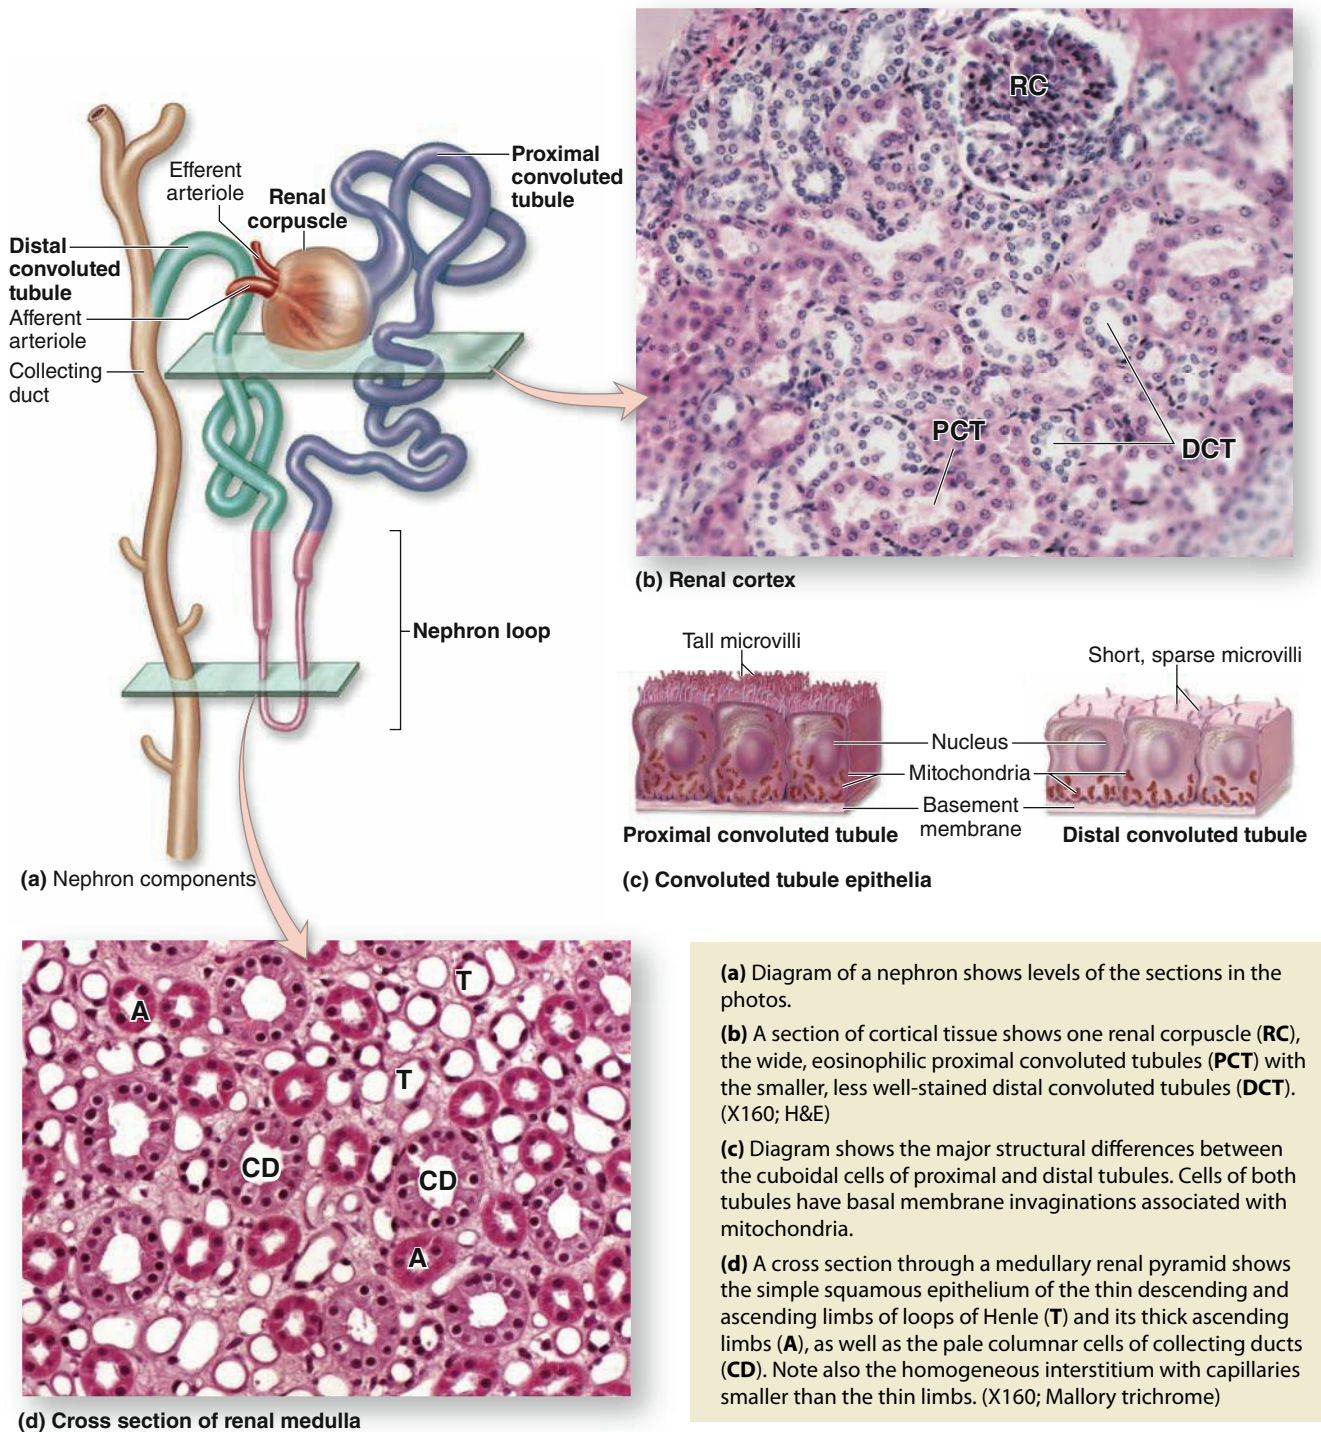 Efferent
arteriole
Renal
corpuscle
Proximal
convoluted
tubule
Distal
convoluted
tubule
Afferent
arteriole
Collecting
duct
Nephron loop
(a) Nephron components
RC
PCT
DCT
(b) Renal cortex
Tall microvilli
Short, sparse microvilli
Nucleus
Mitochondria
Basement
membrane
Proximal convoluted tubule
Distal convoluted tubule
(c) Convoluted tubule epithelia
T
A
T
CD
CD
A
(d) Cross section of renal medulla
(a) Diagram of a nephron shows levels of the sections in the
photos.
(b) A section of cortical tissue shows one renal corpuscle (RC),
the wide, eosinophilic proximal convoluted tubules (PCT) with
the smaller, less well-stained distal convoluted tubules (DCT).
(X160; H&E)
(c) Diagram shows the major structural differences between
the cuboidal cells of proximal and distal tubules. Cells of both
tubules have basal membrane invaginations associated with
mitochondria.
(d) A cross section through a medullary renal pyramid shows
the simple squamous epithelium of the thin descending and
ascending limbs of loops of Henle (T) and its thick ascending
limbs (A), as well as the pale columnar cells of collecting ducts
(CD). Note also the homogeneous interstitium with capillaries
smaller than the thin limbs. (X160; Mallory trichrome)